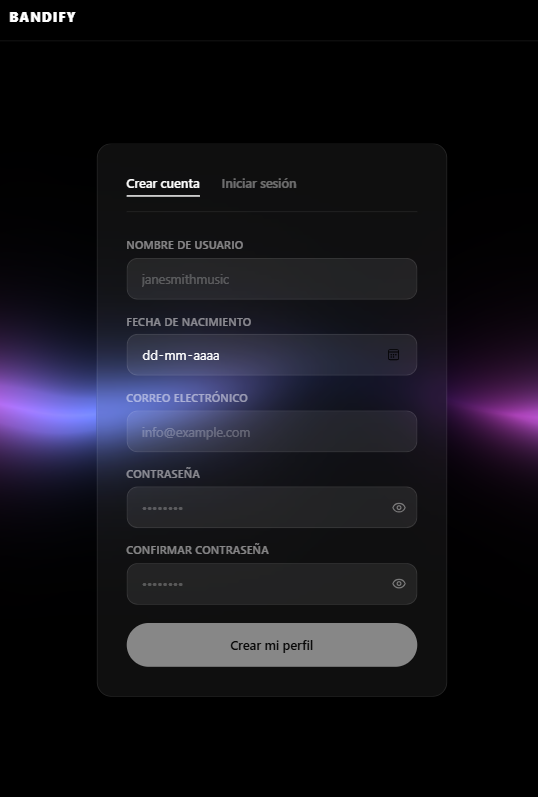 BANDIFY
Crear cuenta Iniciar sesión
NOMBRE DE USUARIO
janesmithmusic
FECHA DE NACIMIENTO
dd-mm-aaaa
CORREO ELECTRÓNICO
info@example.com
CONTRASEÑA
••••••••
CONFIRMAR CONTRASEÑA
••••••••
Crear mi perfil